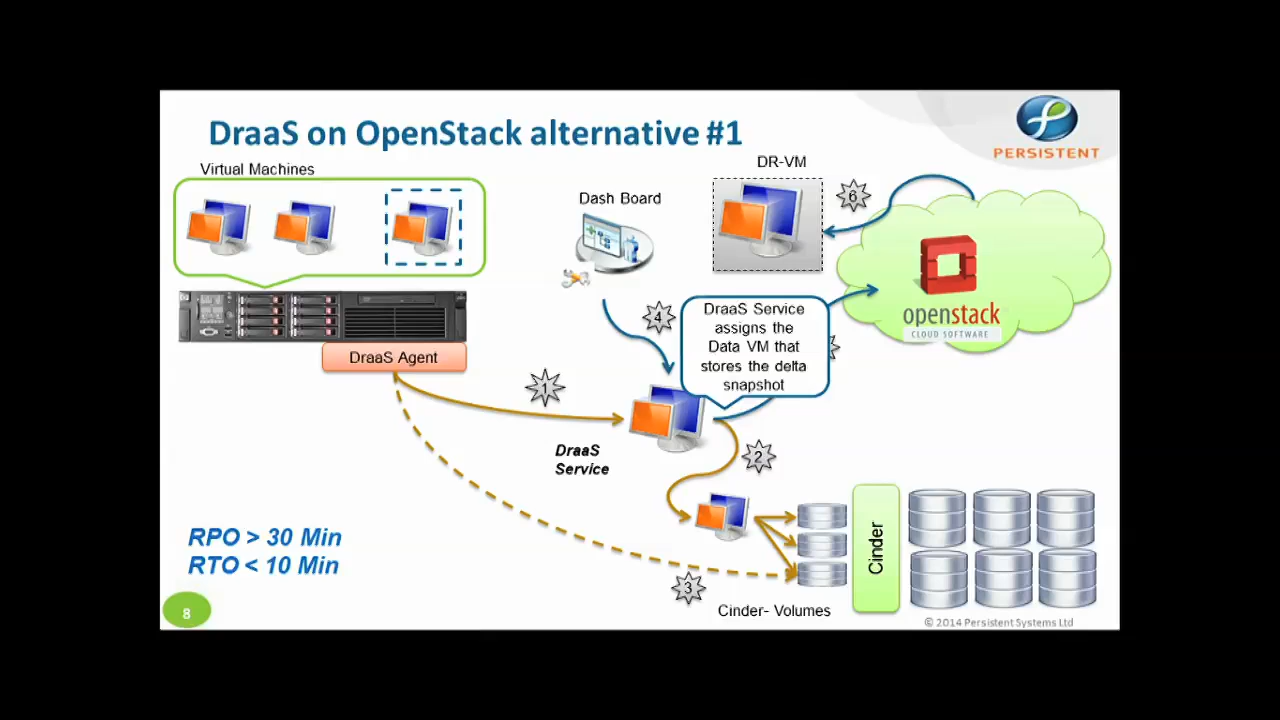 DraaS on OpenStack alternative #1
PERSISTENT
Virtual Machines
DR-VM
Dash Board
6
openstack
CLOUD SOFTWARE
4
DraaS Service
assigns the
Data VM that
stores the delta
snapshot
DraaS Agent
1
DraaS
Service
2
RPO > 30 Min
RTO < 10 Min
Cinder
3
Cinder- Volumes
8
© 2014 Persistent Systems Ltd